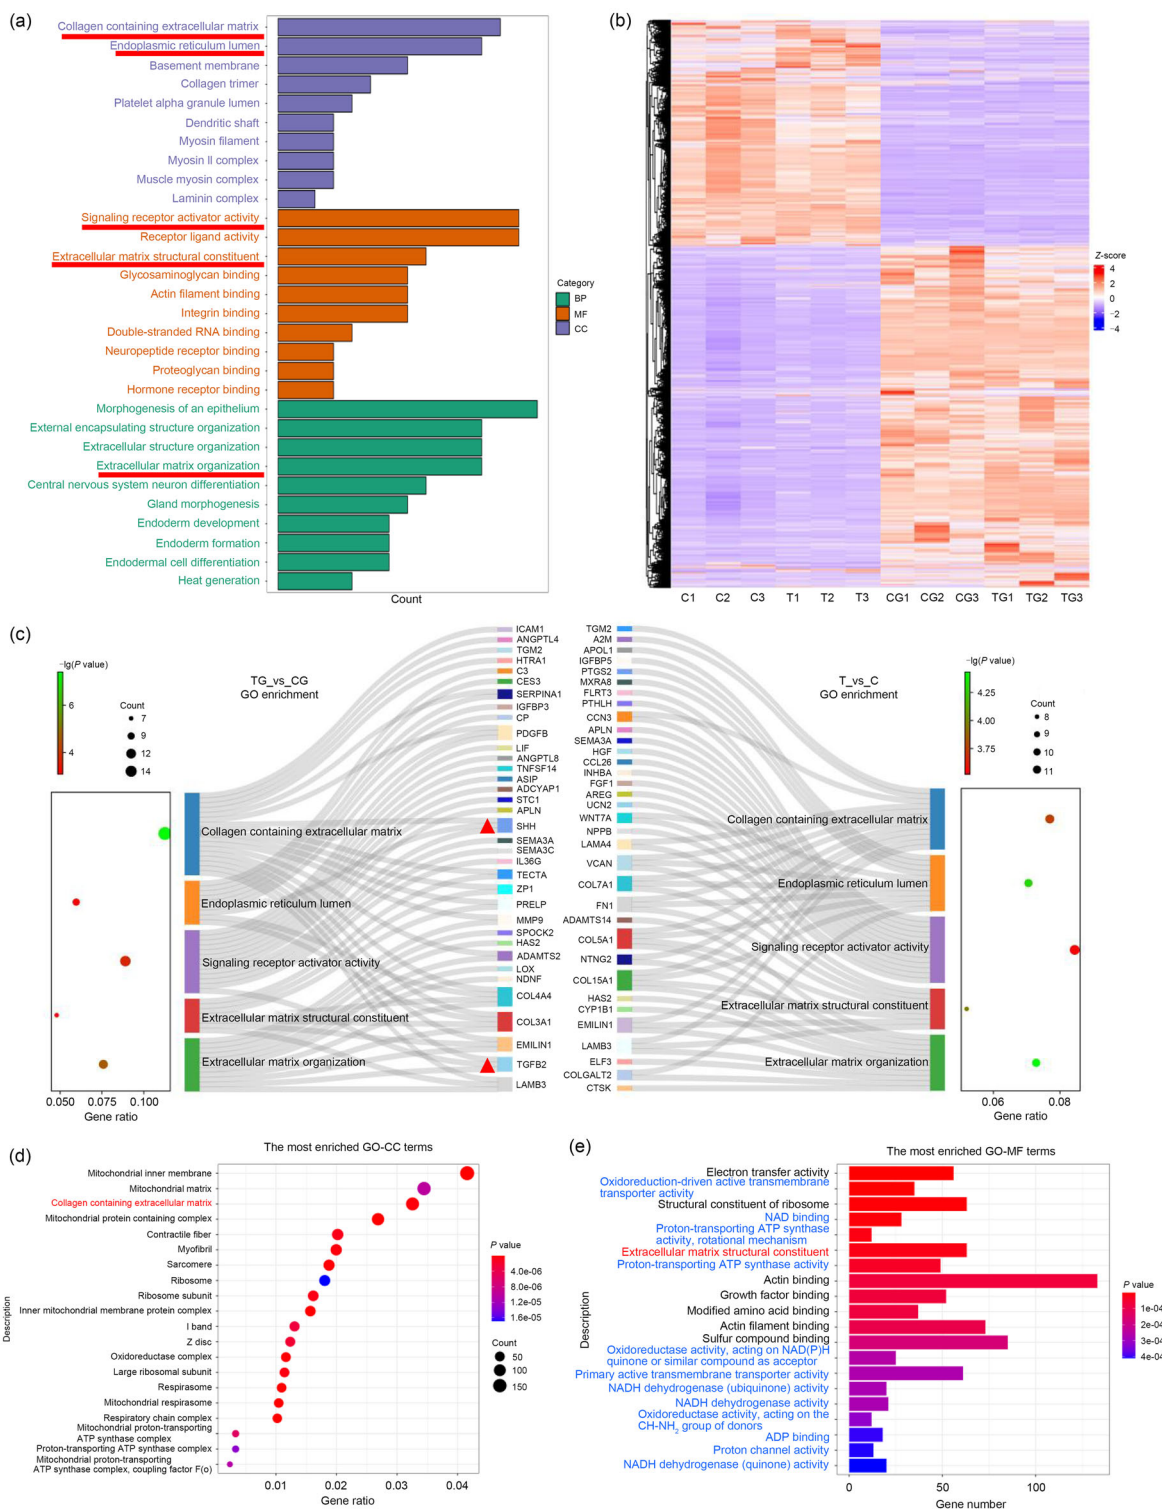 (a)
Collagen containing extracellular matrix
Endoplasmic reticulum lumen
Basement membrane
Collagen trimer
Platelet alpha granule lumen
Dendritic shaft
Myosin filament
Myosin II complex
Muscle myosin complex
Laminin complex
Signaling receptor activator activity
Receptor ligand activity
Extracellular matrix structural constituent
Glycosaminoglycan binding
Actin filament binding
Integrin binding
Double-stranded RNA binding
Neuropeptide receptor binding
Proteoglycan binding
Hormone receptor binding
Morphogenesis of an epithelium
External encapsulating structure organization
Extracellular structure organization
Extracellular matrix organization
Central nervous system neuron differentiation
Gland morphogenesis
Endoderm development
Endoderm formation
Endodermal cell differentiation
Heat generation
Count
Category
BP
MF
CC
(b)
C1 C2 C3 T1 T2 T3 CG1 CG2 CG3 TG1 TG2 TG3
Z-score
4
2
0
−2
−4
(c)
−lg(P value)
6
4
TG_vs_CG
GO enrichment
Count
7
9
12
14
Collagen containing extracellular matrix
Endoplasmic reticulum lumen
Signaling receptor activator activity
Extracellular matrix structural constituent
Extracellular matrix organization
0.050 0.075 0.100
Gene ratio
ICAM1
ANGPTL4
TGM2
HTRA1
C3
CES3
SERPINA1
IGFBP3
CP
PDGFB
LIF
ANGPTL8
TNFSF14
ASIP
ADCYAP1
STC1
APLN
SHH
SEMA3A
SEMA3C
IL36G
TECTA
ZP1
PRELP
MMP9
SPOCK2
HAS2
ADAMTS2
LOX
NDNF
COL4A4
COL3A1
EMILIN1
TGFB2
LAMB3
TGM2
A2M
APOL1
IGFBP5
PTGS2
MXRA8
FLRT3
PTHLH
CCN3
APLN
SEMA3A
HGF
CCL26
INHBA
FGF1
AREG
UCN2
WNT7A
NPPB
LAMA4
VCAN
COL7A1
FN1
ADAMTS14
COL5A1
NTNG2
COL15A1
HAS2
CYP1B1
EMILIN1
LAMB3
ELF3
COLGALT2
CTSK
T_vs_C
GO enrichment
Collagen containing extracellular matrix
Endoplasmic reticulum lumen
Signaling receptor activator activity
Extracellular matrix structural constituent
Extracellular matrix organization
−lg(P value)
4.25
4.00
3.75
Count
8
9
10
11
0.06 0.08
Gene ratio
(d)
The most enriched GO-CC terms
Description
Mitochondrial inner membrane
Mitochondrial matrix
Collagen containing extracellular matrix
Mitochondrial protein containing complex
Contractile fiber
Myofibril
Sarcomere
Ribosome
Ribosome subunit
Inner mitochondrial membrane protein complex
I band
Z disc
Oxidoreductase complex
Large ribosomal subunit
Respirasome
Mitochondrial respirasome
Respiratory chain complex
Mitochondrial proton-transporting
ATP synthase complex
Proton-transporting ATP synthase complex
Mitochondrial proton-transporting
ATP synthase complex, coupling factor F(o)
0.01 0.02 0.03 0.04
Gene ratio
P value
4.0e-06
8.0e-06
1.2e-05
1.6e-05
Count
50
100
150
(e)
The most enriched GO-MF terms
Description
Electron transfer activity
Oxidoreduction-driven active transmembrane
transporter activity
Structural constituent of ribosome
NAD binding
Proton-transporting ATP synthase
activity, rotational mechanism
Extracellular matrix structural constituent
Proton-transporting ATP synthase activity
Actin binding
Growth factor binding
Modified amino acid binding
Actin filament binding
Sulfur compound binding
Oxidoreductase activity, acting on NAD(P)H
quinone or similar compound as acceptor
Primary active transmembrane transporter activity
NADH dehydrogenase (ubiquinone) activity
NADH dehydrogenase activity
Oxidoreductase activity, acting on the
CH-NH2 group of donors
ADP binding
Proton channel activity
NADH dehydrogenase (quinone) activity
0 50 100
Gene number
P value
1e-04
2e-04
3e-04
4e-04